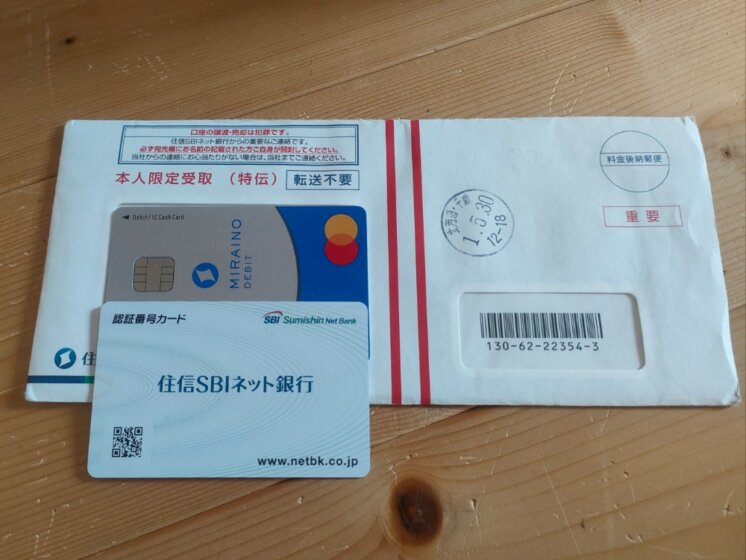 口座の譲渡・売却は犯罪です。
住信SBIネット銀行からの重要なご連絡です。
必ず宛先欄にお名前の記載された方ご自身が開封してください。
当社からの連絡にお心当たりがない場合は、当社までご連絡ください。
本人限定受取（特伝） 転送不要
料金後納郵便
重要
1.5.30
12-18
130-62-22354-3
Debit / IC Cash Card
MIRAINO
DEBIT
住
認証番号カード
SBI Sumishin Net Bank
住信SBIネット銀行
www.netbk.co.jp